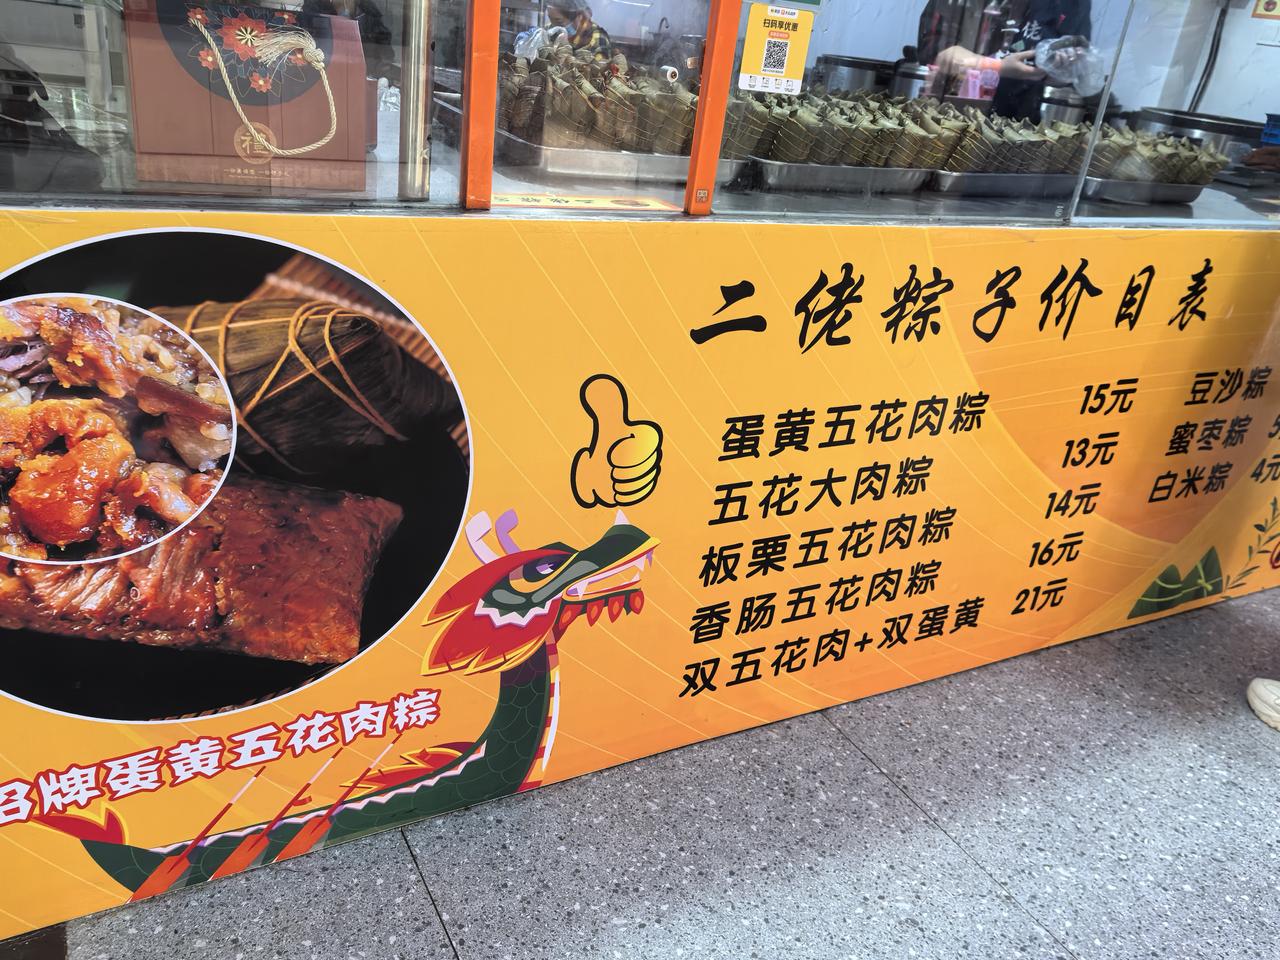 扫码享优惠
禮
二佬粽子价目表
蛋黄五花肉粽 15元
五花大肉粽 13元
板栗五花肉粽 14元
香肠五花肉粽 16元
双五花肉+双蛋黄 21元
豆沙粽
蜜枣粽 5
白米粽 4元
招牌蛋黄五花肉粽